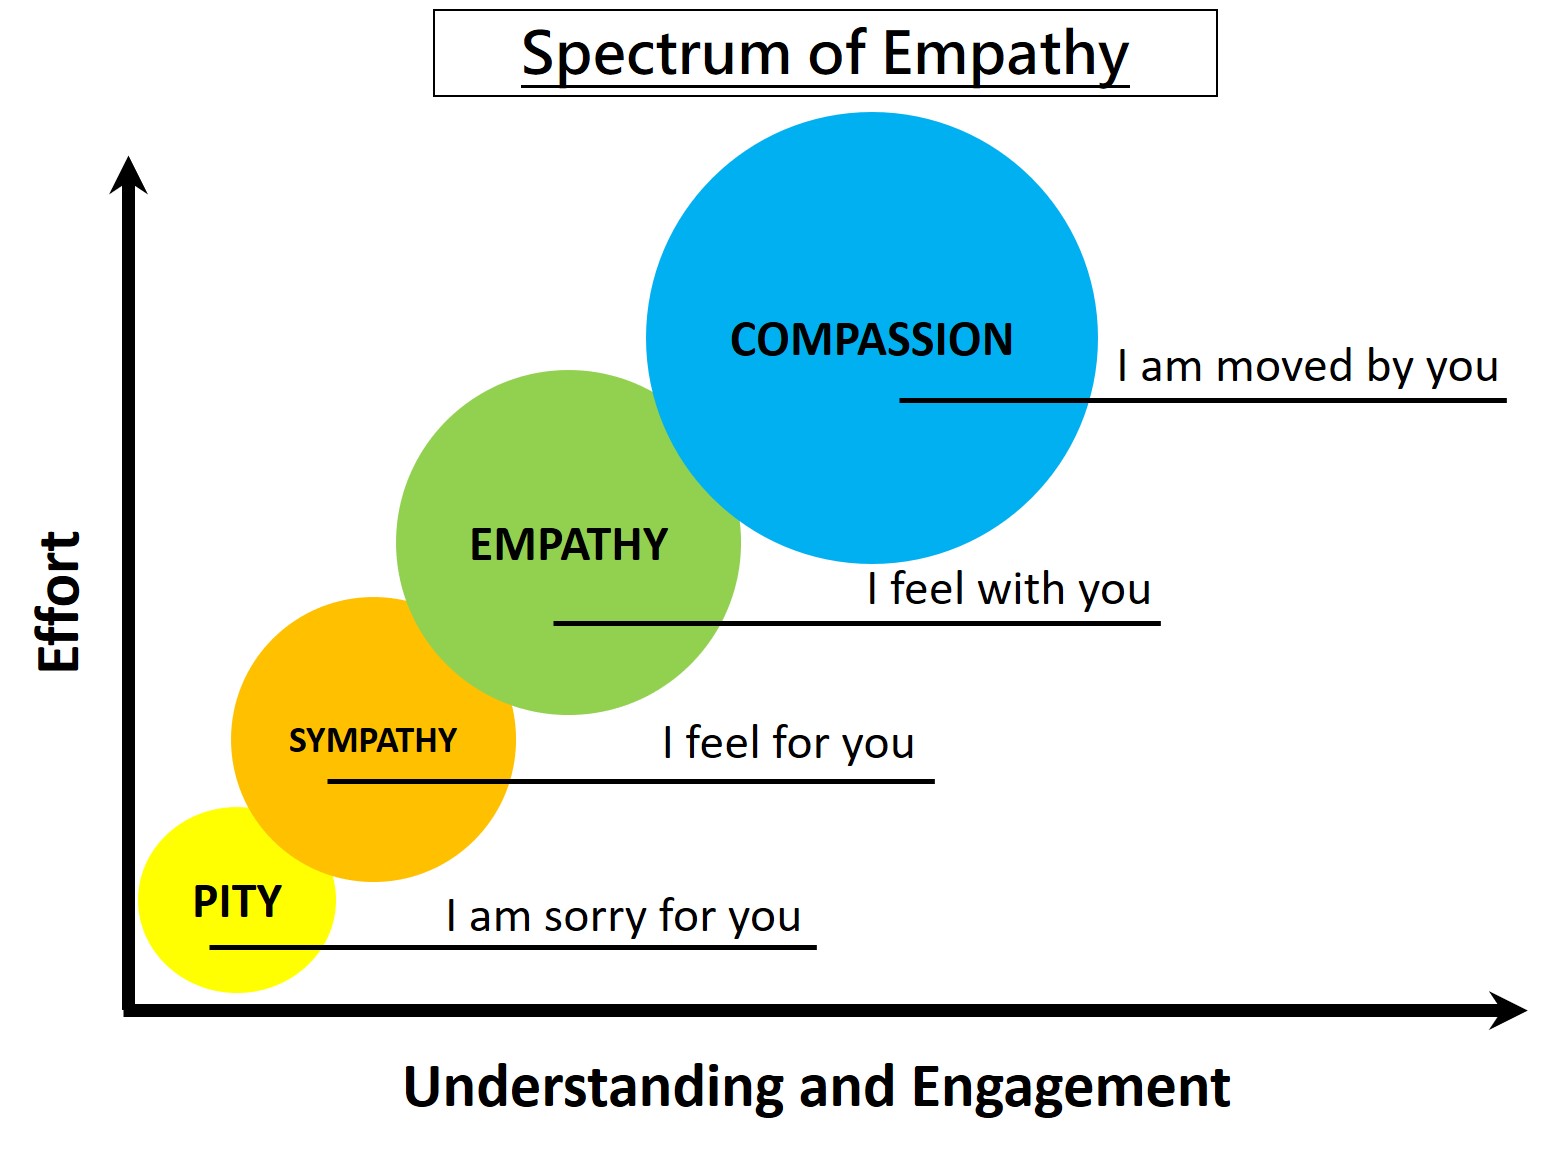 Spectrum of Empathy
COMPASSION
I am moved by you
EMPATHY
I feel with you
SYMPATHY
I feel for you
PITY
I am sorry for you
Effort
Understanding and Engagement